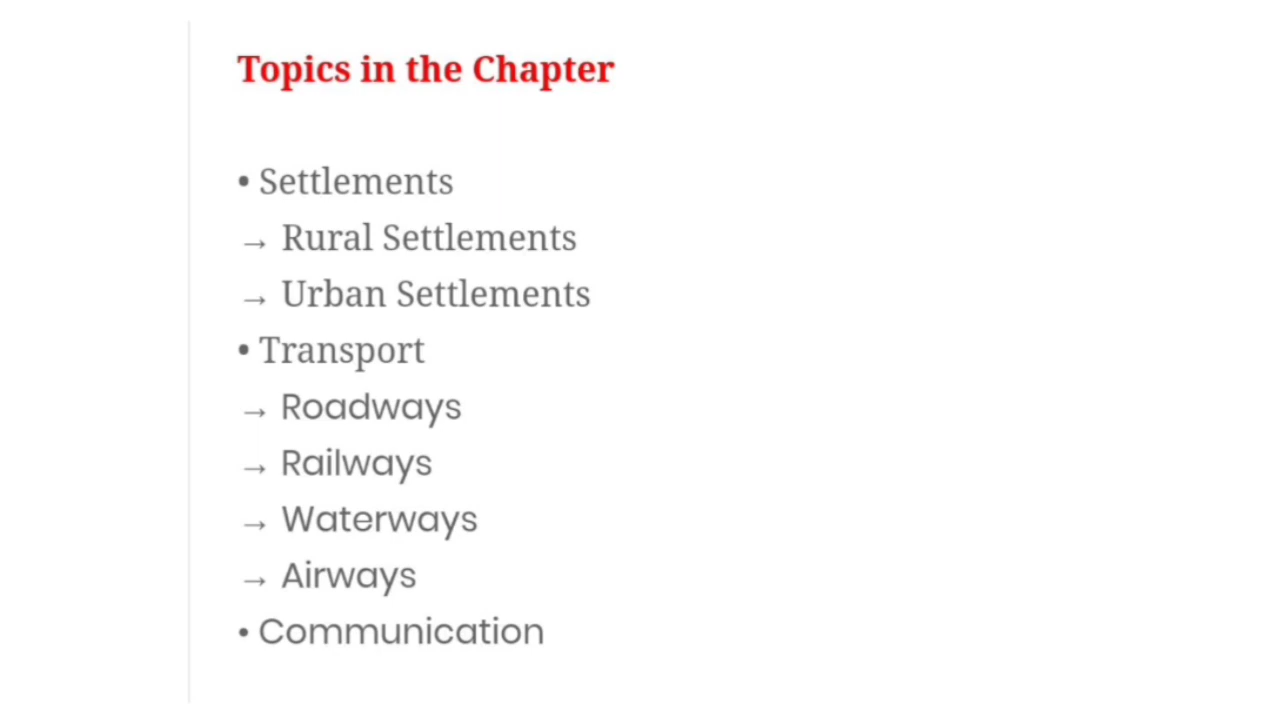 Topics in the Chapter
• Settlements
→ Rural Settlements
→ Urban Settlements
• Transport
→ Roadways
→ Railways
→ Waterways
→ Airways
• Communication